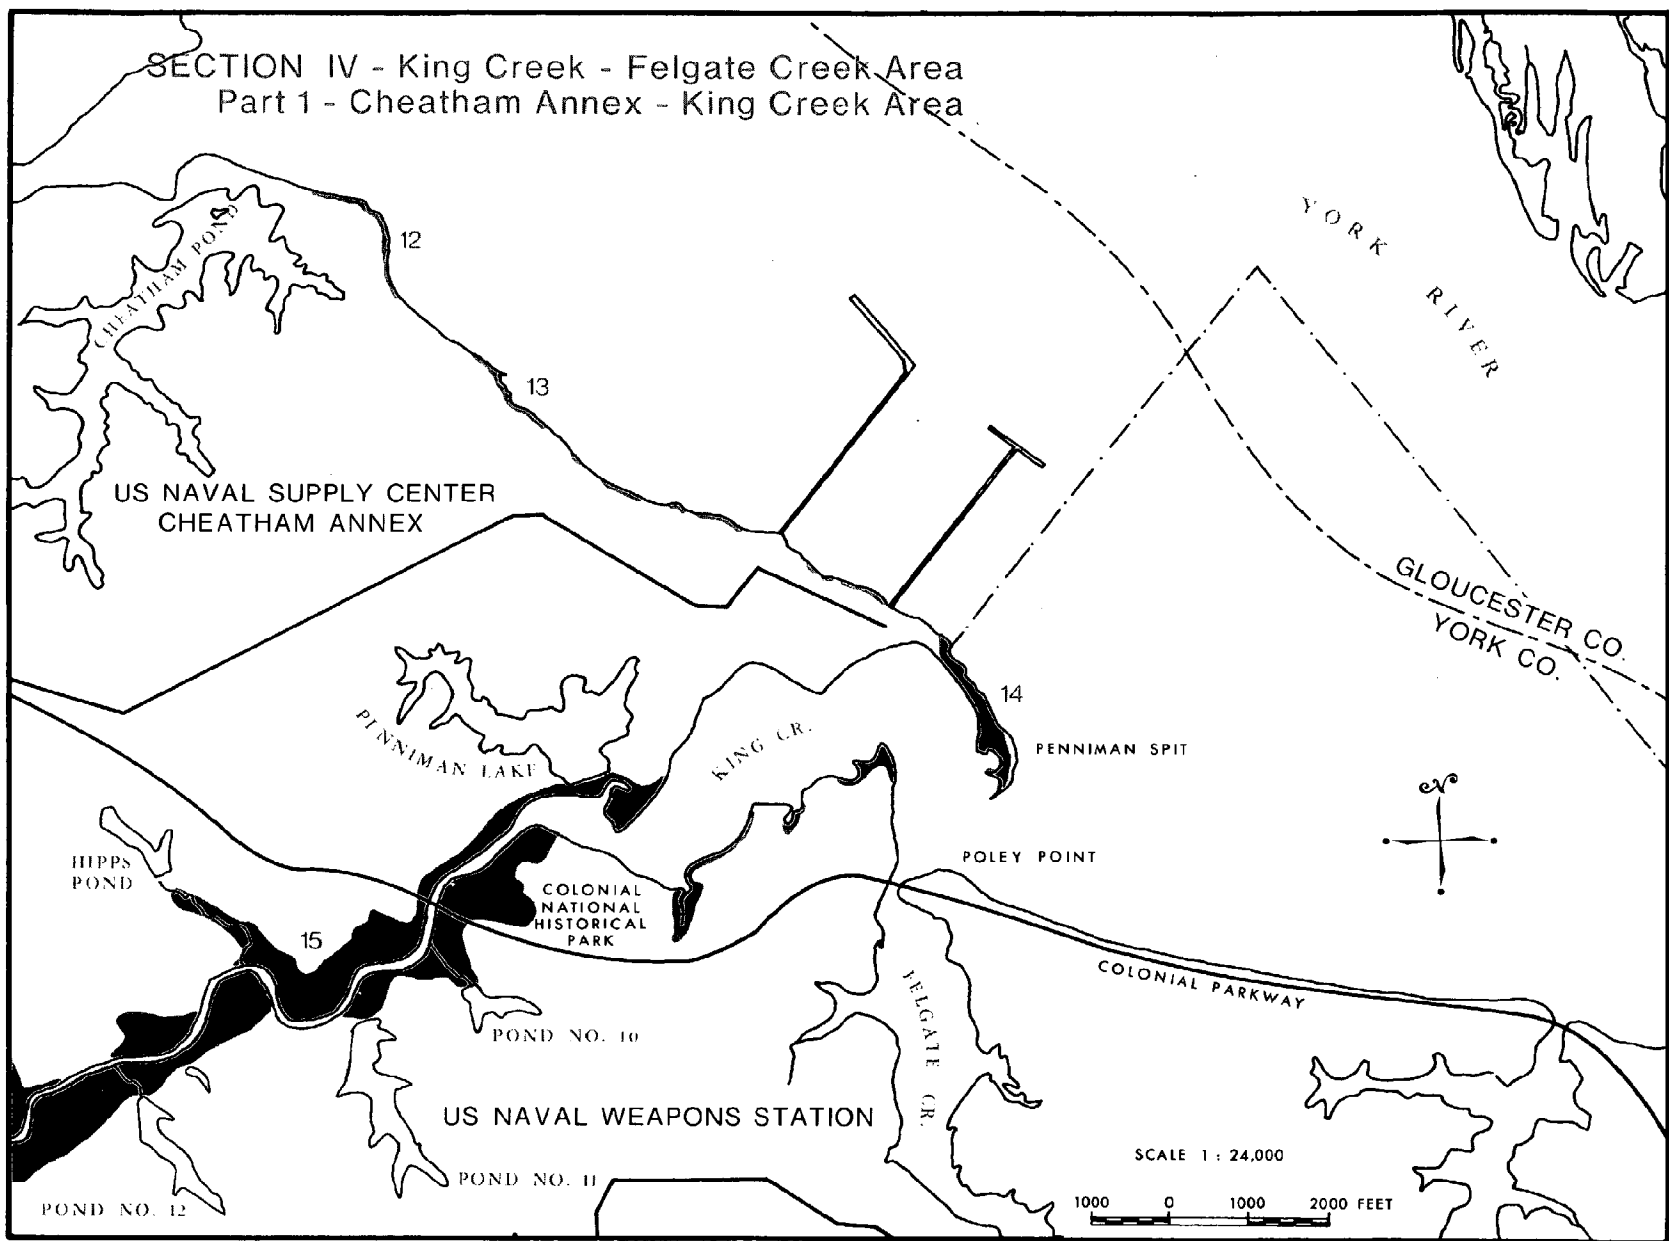 SECTION IV - King Creek - Felgate Creek Area
Part 1 - Cheatham Annex - King Creek Area
YORK
RIVER
12
CHEATHAM POND
13
US NAVAL SUPPLY CENTER
CHEATHAM ANNEX
GLOUCESTER CO.
YORK CO.
14
PENNIMAN LAKE
KING CR.
PENNIMAN SPIT
N
HIPPS
POND
POLEY POINT
COLONIAL
NATIONAL
HISTORICAL
PARK
15
COLONIAL PARKWAY
FELGATE CR.
POND NO. 10
US NAVAL WEAPONS STATION
SCALE 1 : 24,000
POND NO. 11
POND NO. 12
1000 0 1000 2000 FEET